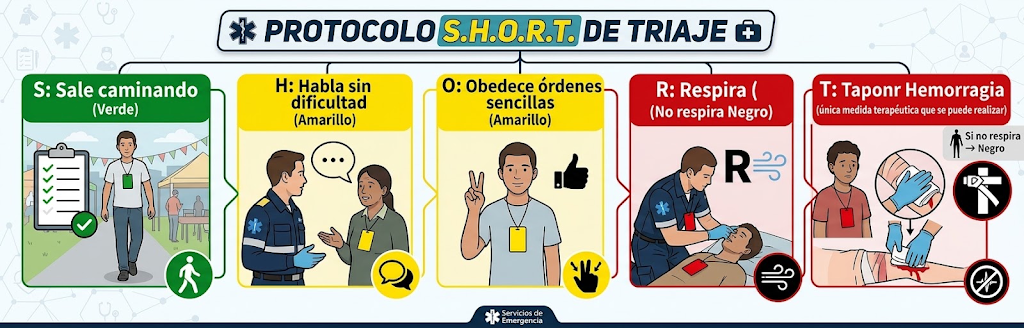 PROTOCOLO S.H.O.R.T. DE TRIAJE
S: Sale caminando
(Verde)
H: Habla sin
dificultad
(Amarillo)
O: Obedece órdenes
sencillas
(Amarillo)
R: Respira (
(No respira Negro)
R
T: Taponr Hemorragia
(única medida terapéutica que se puede realizar)
Si no respira
→ Negro
Servicios de
Emergencia